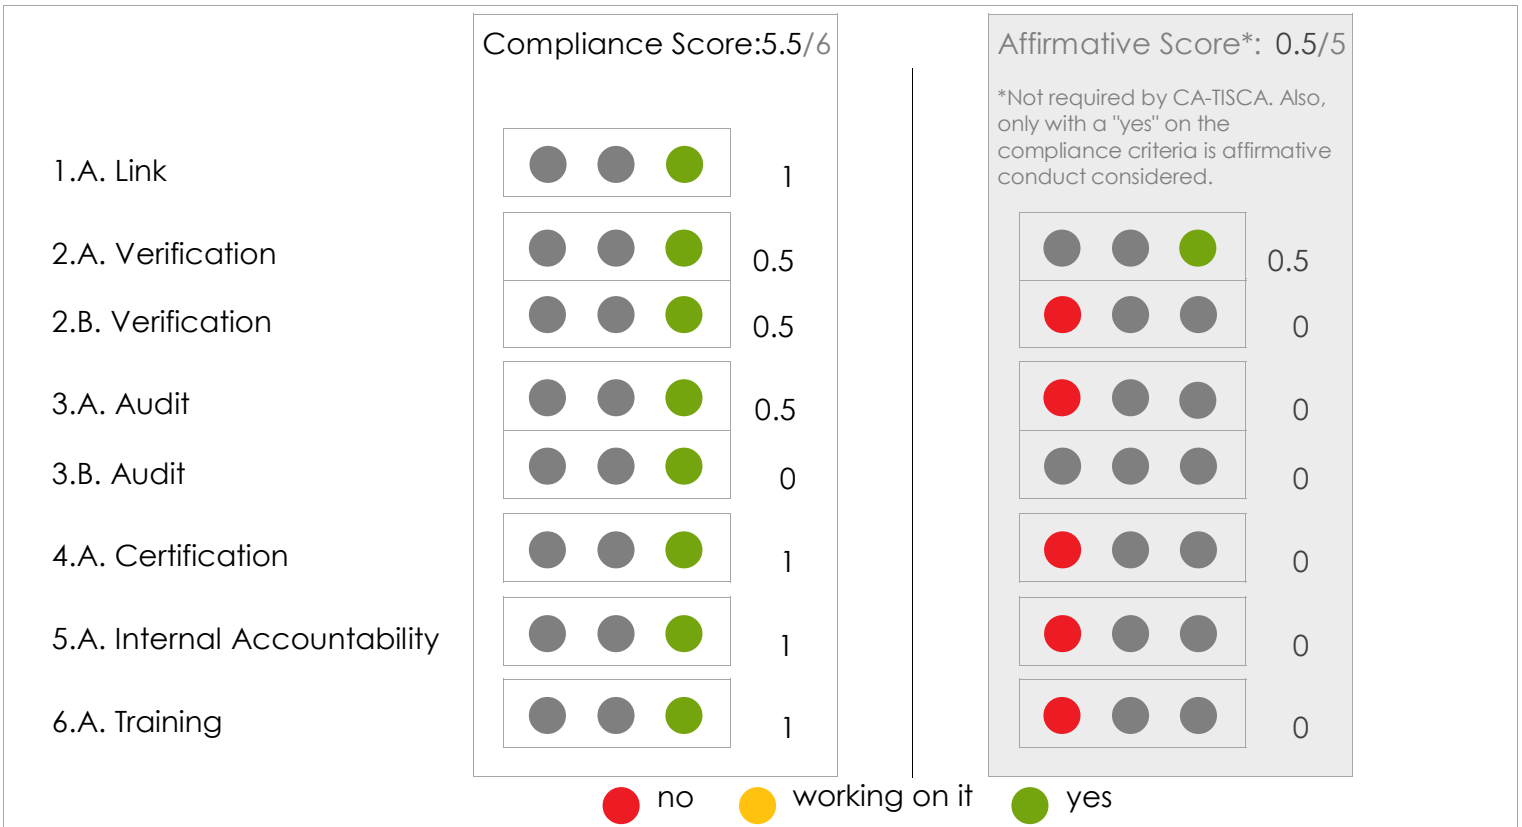 Compliance Score:5.5/6
Affirmative Score*: 0.5/5
*Not required by CA-TISCA. Also,
only with a "yes" on the
compliance criteria is affirmative
conduct considered.
1.A. Link 1
2.A. Verification 0.5 0.5
2.B. Verification 0.5 0
3.A. Audit 0.5 0
3.B. Audit 0 0
4.A. Certification 1 0
5.A. Internal Accountability 1 0
6.A. Training 1 0
no working on it yes